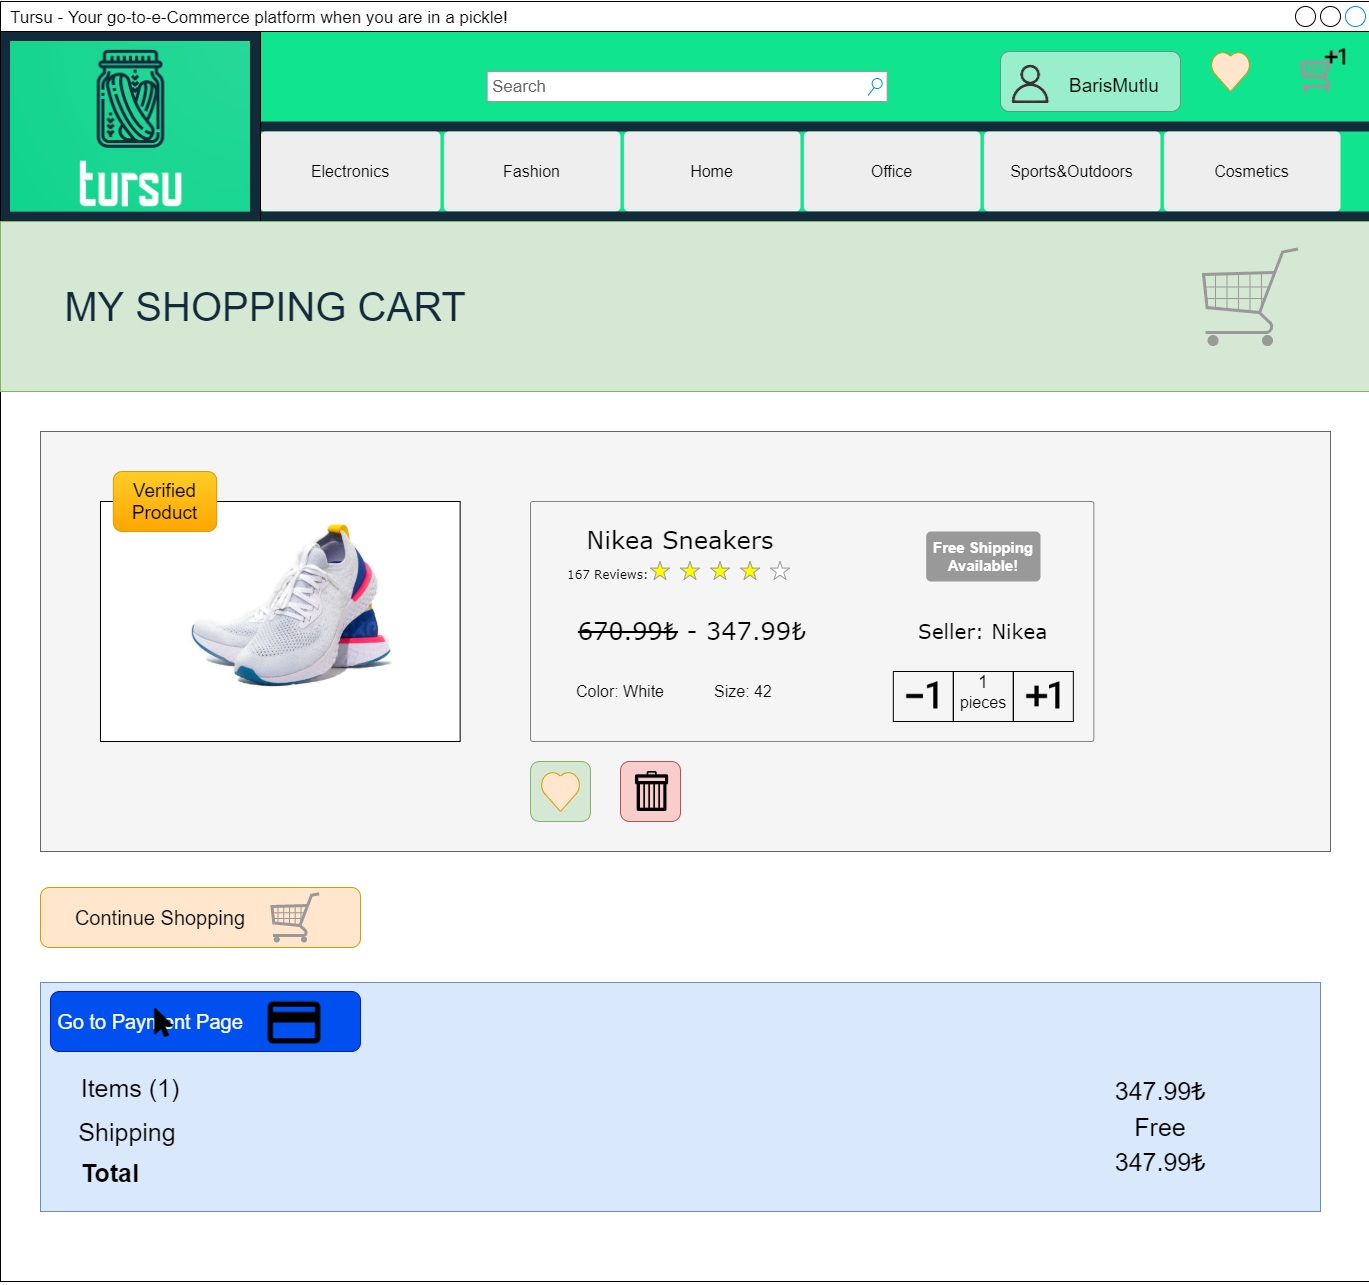 Tursu - Your go-to-e-Commerce platform when you are in a pickle!
tursu
Search
BarisMutlu
+1
Electronics
Fashion
Home
Office
Sports&Outdoors
Cosmetics
MY SHOPPING CART
Verified
Product
Nikea Sneakers
167 Reviews:
Free Shipping
Available!
670.99₺ - 347.99₺
Seller: Nikea
Color: White
Size: 42
-1
1
pieces
+1
Continue Shopping
Go to Payment Page
Items (1)
347.99₺
Shipping
Free
Total
347.99₺